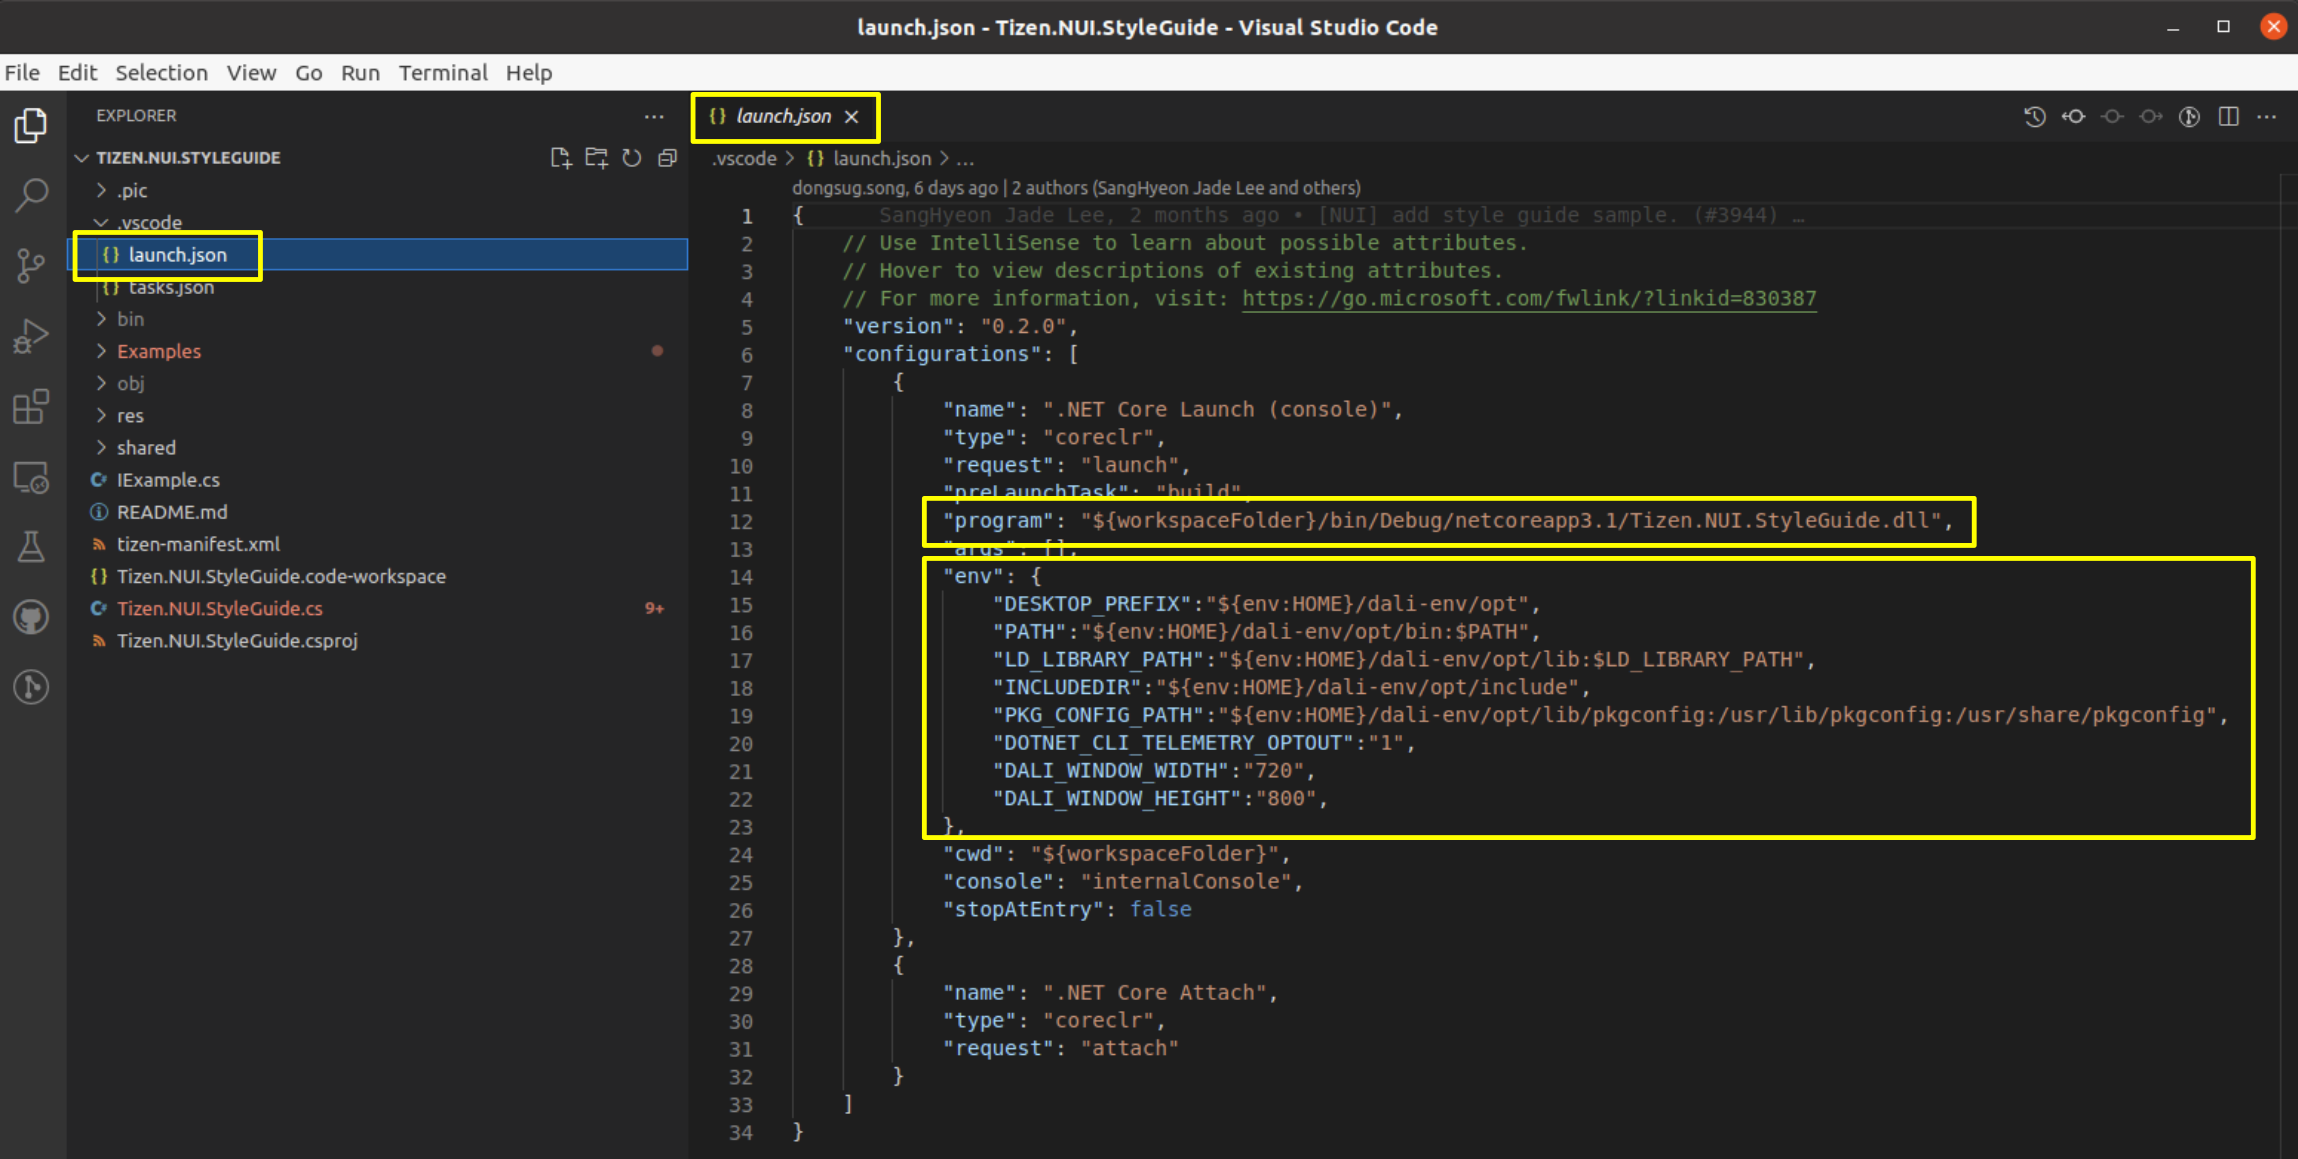 launch.json - Tizen.NUI.StyleGuide - Visual Studio Code
File Edit Selection View Go Run Terminal Help
EXPLORER
TIZEN.NUI.STYLEGUIDE
.pic
.vscode
launch.json
tasks.json
bin
Examples
obj
res
shared
IExample.cs
README.md
tizen-manifest.xml
Tizen.NUI.StyleGuide.code-workspace
Tizen.NUI.StyleGuide.cs 9+
Tizen.NUI.StyleGuide.csproj
launch.json
.vscode > {} launch.json > ...
dongsug.song, 6 days ago | 2 authors (SangHyeon Jade Lee and others)
1 { SangHyeon Jade Lee, 2 months ago • [NUI] add style guide sample. (#3944) …
2 // Use IntelliSense to learn about possible attributes.
3 // Hover to view descriptions of existing attributes.
4 // For more information, visit: https://go.microsoft.com/fwlink/?linkid=830387
5 "version": "0.2.0",
6 "configurations": [
7 {
8 "name": ".NET Core Launch (console)",
9 "type": "coreclr",
10 "request": "launch",
11 "preLaunchTask": "build",
12 "program": "${workspaceFolder}/bin/Debug/netcoreapp3.1/Tizen.NUI.StyleGuide.dll",
13 "args": [],
14 "env": {
15 "DESKTOP_PREFIX":"${env:HOME}/dali-env/opt",
16 "PATH":"${env:HOME}/dali-env/opt/bin:$PATH",
17 "LD_LIBRARY_PATH":"${env:HOME}/dali-env/opt/lib:$LD_LIBRARY_PATH",
18 "INCLUDEDIR":"${env:HOME}/dali-env/opt/include",
19 "PKG_CONFIG_PATH":"${env:HOME}/dali-env/opt/lib/pkgconfig:/usr/lib/pkgconfig:/usr/share/pkgconfig",
20 "DOTNET_CLI_TELEMETRY_OPTOUT":"1",
21 "DALI_WINDOW_WIDTH":"720",
22 "DALI_WINDOW_HEIGHT":"800",
23 },
24 "cwd": "${workspaceFolder}",
25 "console": "internalConsole",
26 "stopAtEntry": false
27 },
28 {
29 "name": ".NET Core Attach",
30 "type": "coreclr",
31 "request": "attach"
32 }
33 ]
34 }